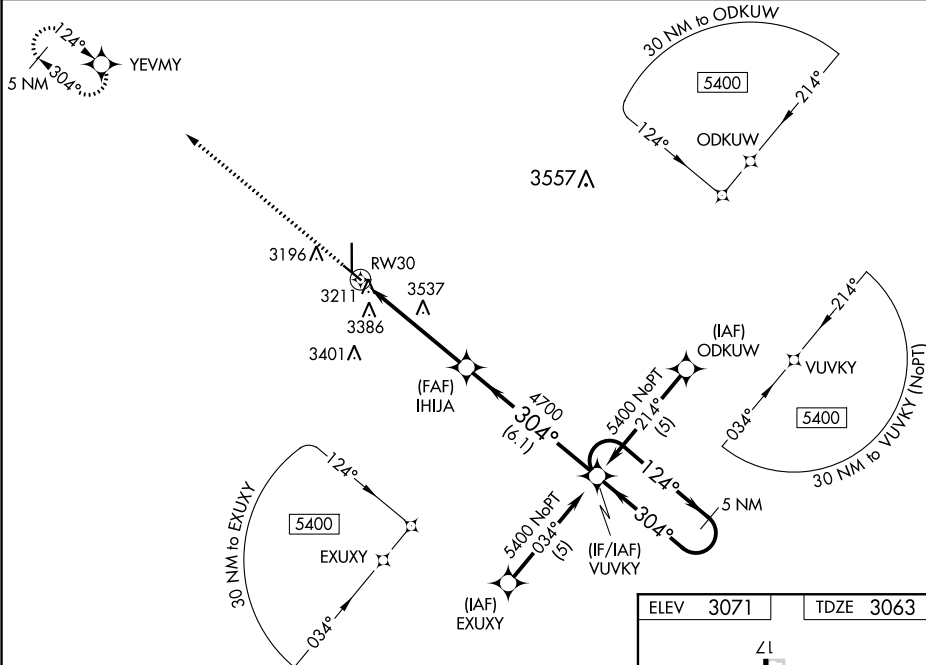 124°
304°
5 NM
YEVMY
30 NM to ODKUW
5400
124°
214°
ODKUW
3557
3196
RW30
3211
3537
3386
3401
(FAF)
IHIJA
4700
304°
(6.1)
(IAF)
ODKUW
5400 NoPT
214°
(5)
214°
VUVKY
034°
5400
30 NM to VUVKY (NoPT)
124°
304°
5 NM
(IF/IAF)
VUVKY
5400 NoPT
034°
(5)
(IAF)
EXUXY
30 NM to EXUXY
124°
5400
EXUXY
034°
ELEV 3071
TDZE 3063
17